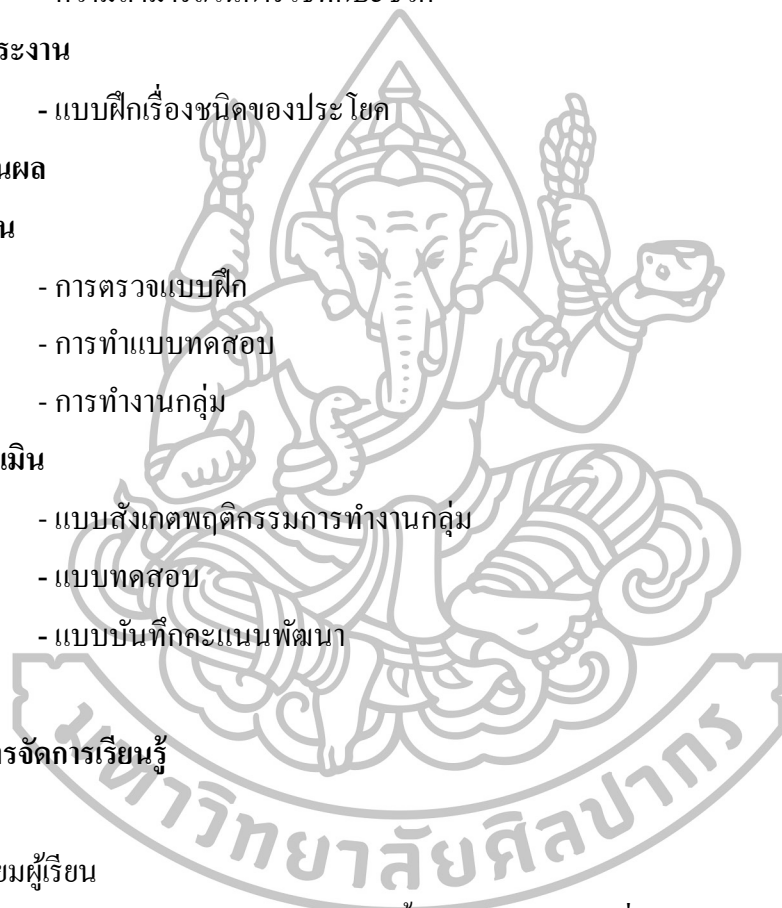 ระงาน
- แบบฝึกเรื่องชนิดของประโยค
นผล
น
- การตรวจแบบฝึก
- การทำแบบทดสอบ
- การทำงานกลุ่ม
เมิน
- แบบสังเกตพฤติกรรมการทำงานกลุ่ม
- แบบทดสอบ
- แบบบันทึกคะแนนพัฒนา
รจัดการเรียนรู้
มหาวิทยาลัยศิลปากร
ยมผู้เรียน